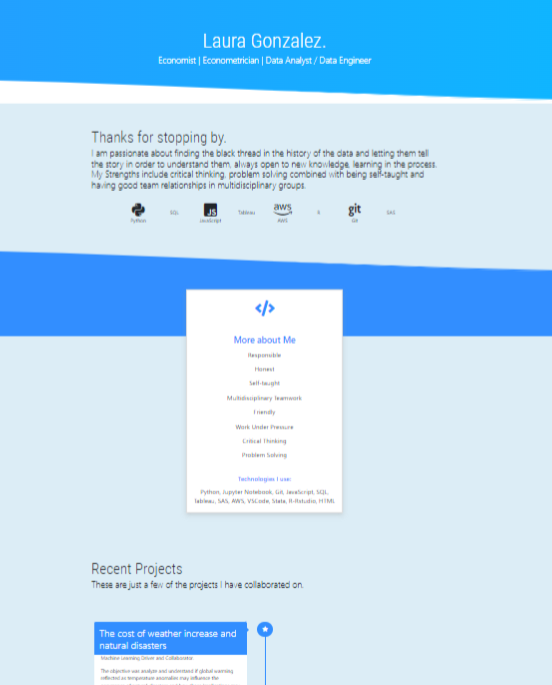 Laura Gonzalez.
Economist | Econometrician | Data Analyst / Data Engineer
Thanks for stopping by.
I am passionate about finding the black thread in the history of the data and letting them tell
the story in order to understand them, always open to new knowledge, learning in the process.
My Strengths include critical thinking, problem solving combined with being self-taught and
having good team relationships in multidisciplinary groups.
JS aws git
Python SQL JavaScript Tableau AWS R Git SAS
More about Me
Responsible
Honest
Self-taught
Multidisciplinary Teamwork
Friendly
Work Under Pressure
Critical Thinking
Problem Solving
Technologies I use:
Python, Jupyter Notebook, Git, JavaScript, SQL,
Tableau, SAS, AWS, VSCode, Stata, R-Rstudio, HTML
Recent Projects
These are just a few of the projects I have collaborated on.
The cost of weather increase and
natural disasters
Machine Learning Driver and Collaborator
The objective was analyze and understand if global warming
reflected as temperature anomalies may influence the